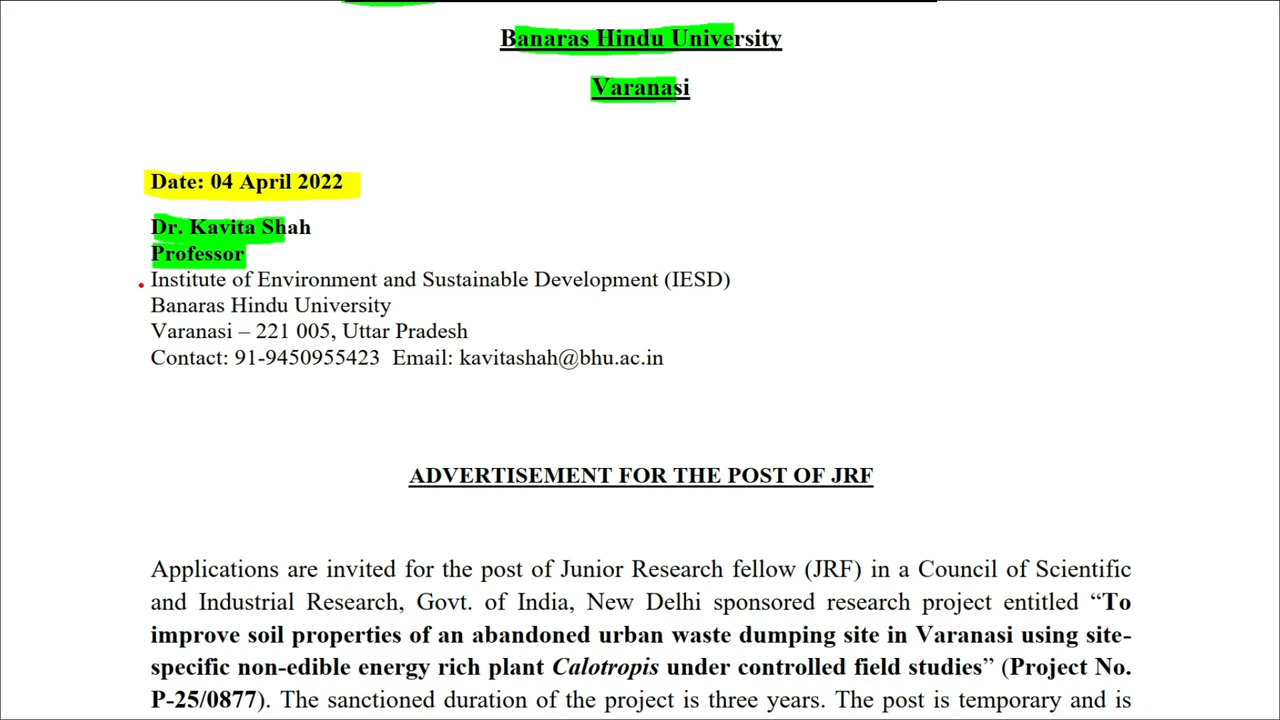 Banaras Hindu University
Varanasi
Date: 04 April 2022
Dr. Kavita Shah
Professor
Institute of Environment and Sustainable Development (IESD)
Banaras Hindu University
Varanasi – 221 005, Uttar Pradesh
Contact: 91-9450955423 Email: kavitashah@bhu.ac.in
ADVERTISEMENT FOR THE POST OF JRF
Applications are invited for the post of Junior Research fellow (JRF) in a Council of Scientific
and Industrial Research, Govt. of India, New Delhi sponsored research project entitled “To
improve soil properties of an abandoned urban waste dumping site in Varanasi using site-
specific non-edible energy rich plant Calotropis under controlled field studies” (Project No.
P-25/0877). The sanctioned duration of the project is three years. The post is temporary and is